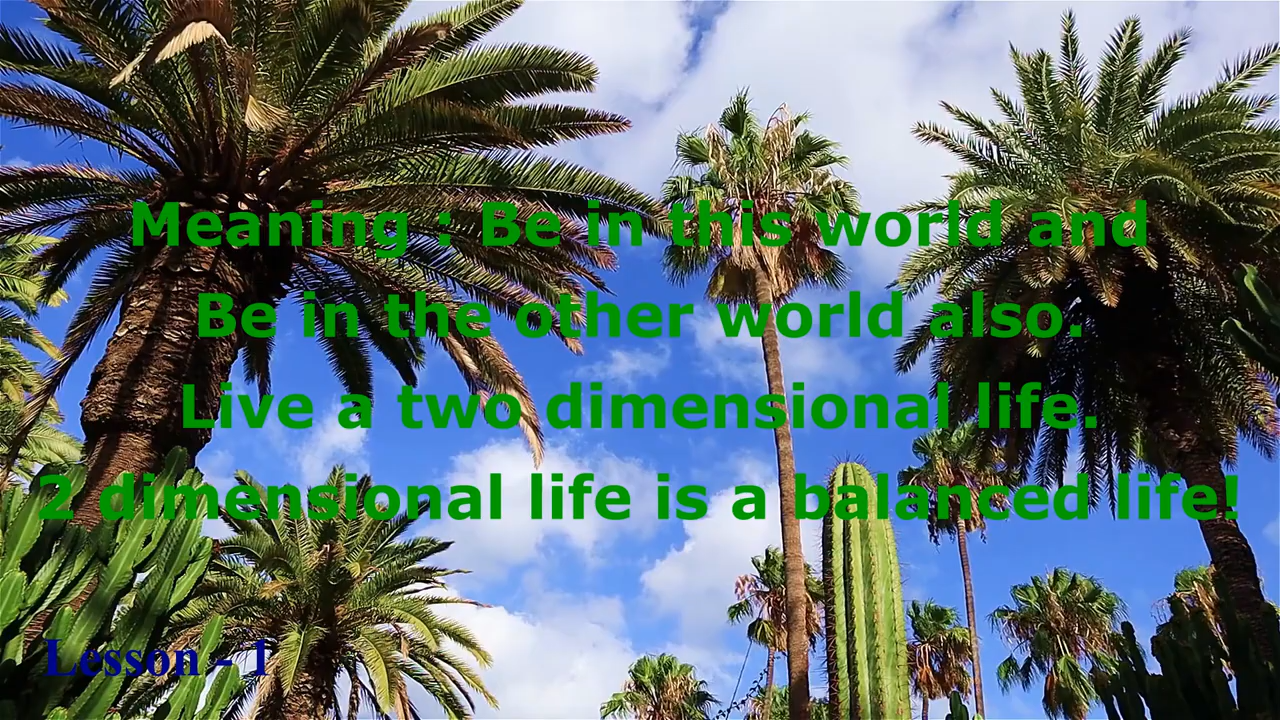 Meaning : Be in this world and
Be in the other world also.
Live a two dimensional life.
2 dimensional life is a balanced life!
Lesson - 1